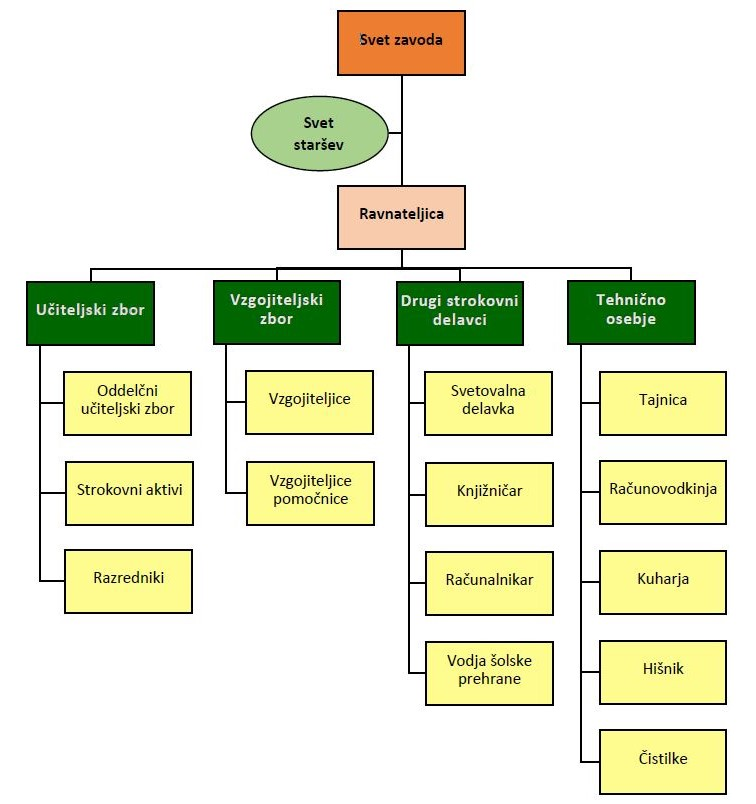 Svet zavoda
Svet
staršev
Ravnateljica
Učiteljski zbor
Oddelčni
učiteljski zbor
Strokovni aktivi
Razredniki
Vzgojiteljski
zbor
Vzgojiteljice
Vzgojiteljice
pomočnice
Drugi strokovni
delavci
Svetovalna
delavka
Knjižničar
Računalnikar
Vodja šolske
prehrane
Tehnično
osebje
Tajnica
Računovodkinja
Kuharja
Hišnik
Čistilke